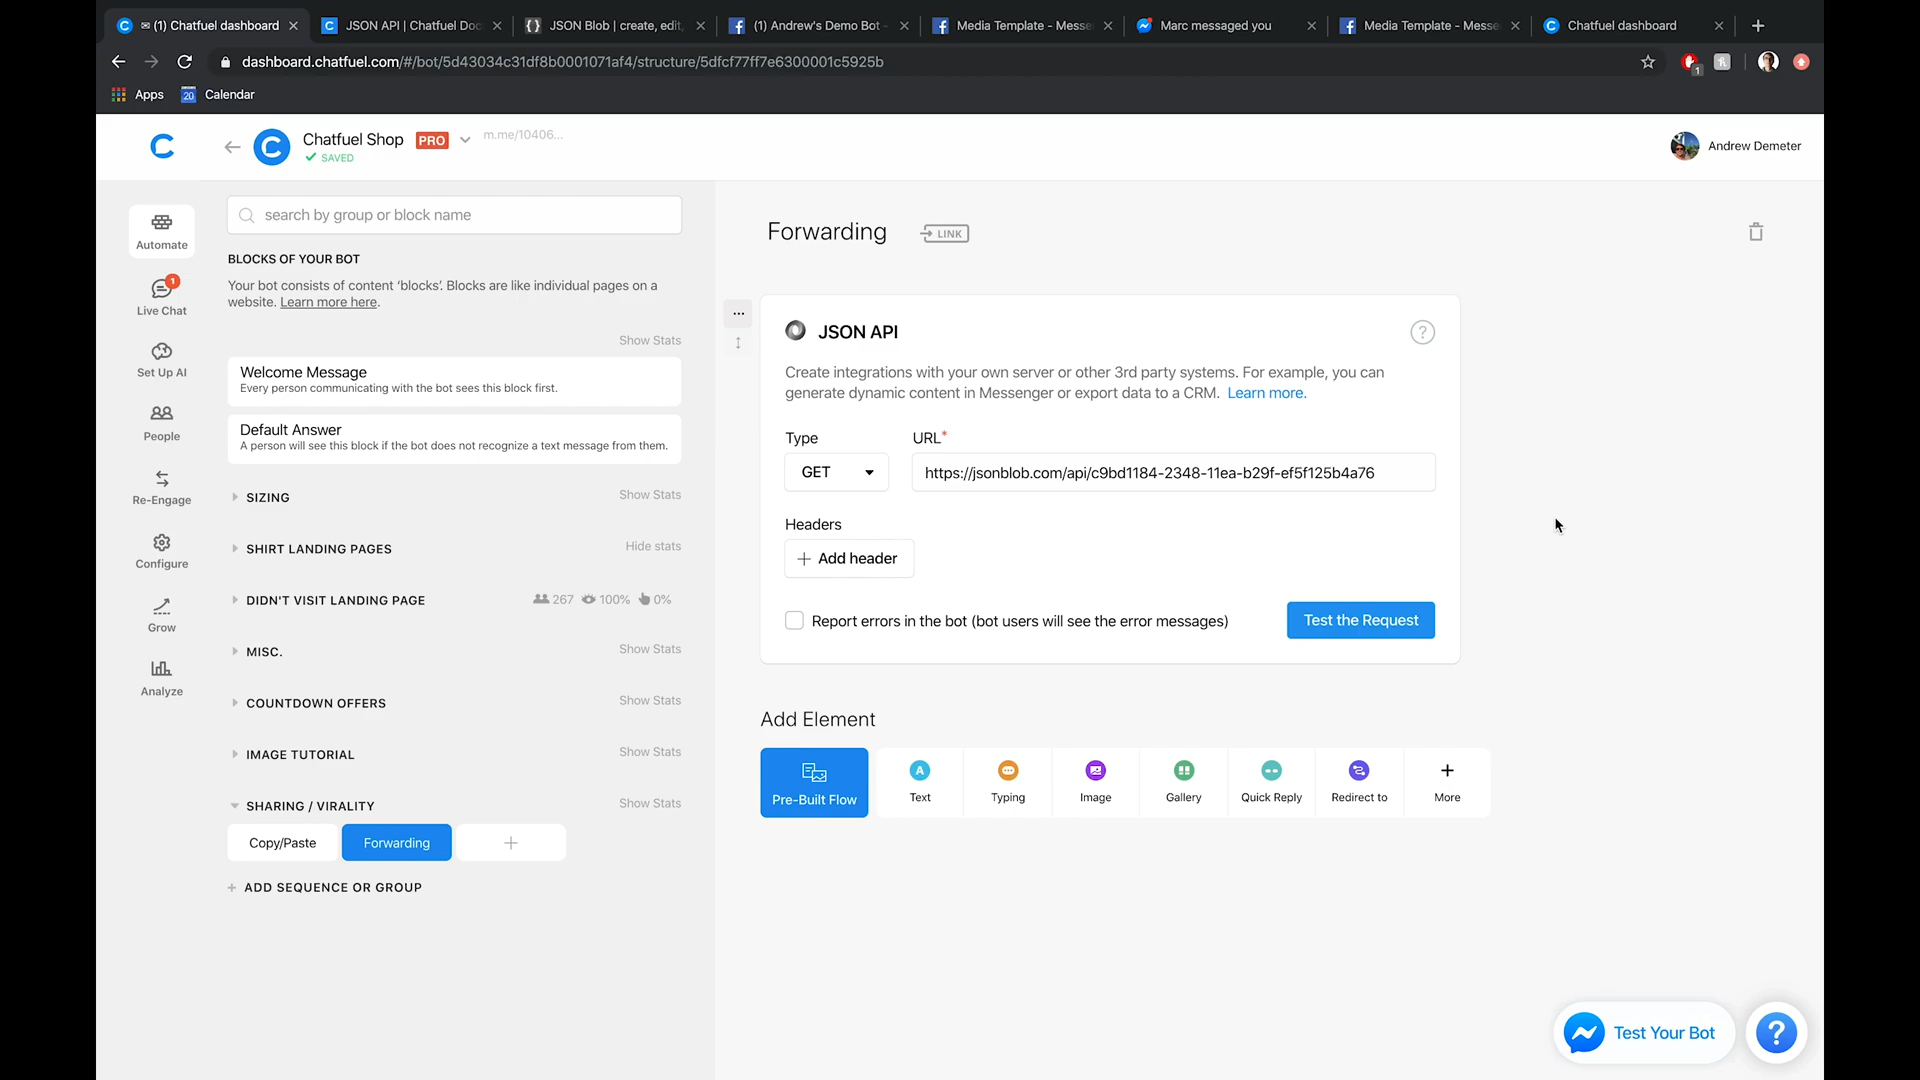 ✉ (1) Chatfuel dashboard
JSON API | Chatfuel Doc
JSON Blob | create, edit,
(1) Andrew's Demo Bot -
Media Template - Messe
Marc messaged you
Media Template - Messe
Chatfuel dashboard
dashboard.chatfuel.com/#/bot/5d43034c31df8b0001071af4/structure/5dfcf77ff7e6300001c5925b
1
Apps
20
Calendar
Chatfuel Shop
PRO
m.me/10406...
SAVED
Andrew Demeter
Automate
1
Live Chat
Set Up AI
People
Re-Engage
Configure
Grow
Analyze
search by group or block name
BLOCKS OF YOUR BOT
Your bot consists of content ‘blocks’. Blocks are like individual pages on a
website. Learn more here.
Show Stats
Welcome Message
Every person communicating with the bot sees this block first.
Default Answer
A person will see this block if the bot does not recognize a text message from them.
SIZING Show Stats
SHIRT LANDING PAGES Hide stats
DIDN'T VISIT LANDING PAGE 267 100% 0%
MISC. Show Stats
COUNTDOWN OFFERS Show Stats
IMAGE TUTORIAL Show Stats
SHARING / VIRALITY Show Stats
Copy/Paste Forwarding +
+ ADD SEQUENCE OR GROUP
Forwarding
LINK
JSON API
?
Create integrations with your own server or other 3rd party systems. For example, you can
generate dynamic content in Messenger or export data to a CRM. Learn more.
Type URL*
GET https://jsonblob.com/api/c9bd1184-2348-11ea-b29f-ef5f125b4a76
Headers
+ Add header
Report errors in the bot (bot users will see the error messages)
Test the Request
Add Element
Pre-Built Flow
A
Text
Typing
Image
Gallery
Quick Reply
Redirect to
+
More
Test Your Bot
?